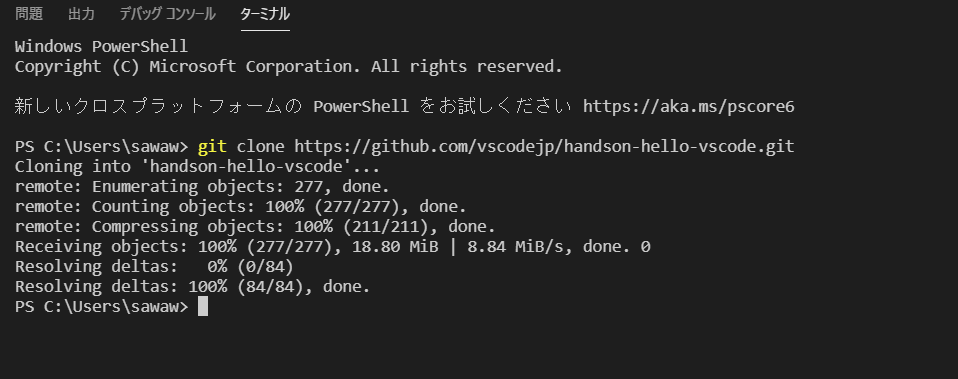 問題 出力 デバッグ コンソール ターミナル
Windows PowerShell
Copyright (C) Microsoft Corporation. All rights reserved.
新しいクロスプラットフォームの PowerShell をお試しください https://aka.ms/pscore6
PS C:\Users\sawaw> git clone https://github.com/vscodejp/handson-hello-vscode.git
Cloning into 'handson-hello-vscode'...
remote: Enumerating objects: 277, done.
remote: Counting objects: 100% (277/277), done.
remote: Compressing objects: 100% (211/211), done.
Receiving objects: 100% (277/277), 18.80 MiB | 8.84 MiB/s, done. 0
Resolving deltas:   0% (0/84)
Resolving deltas: 100% (84/84), done.
PS C:\Users\sawaw>